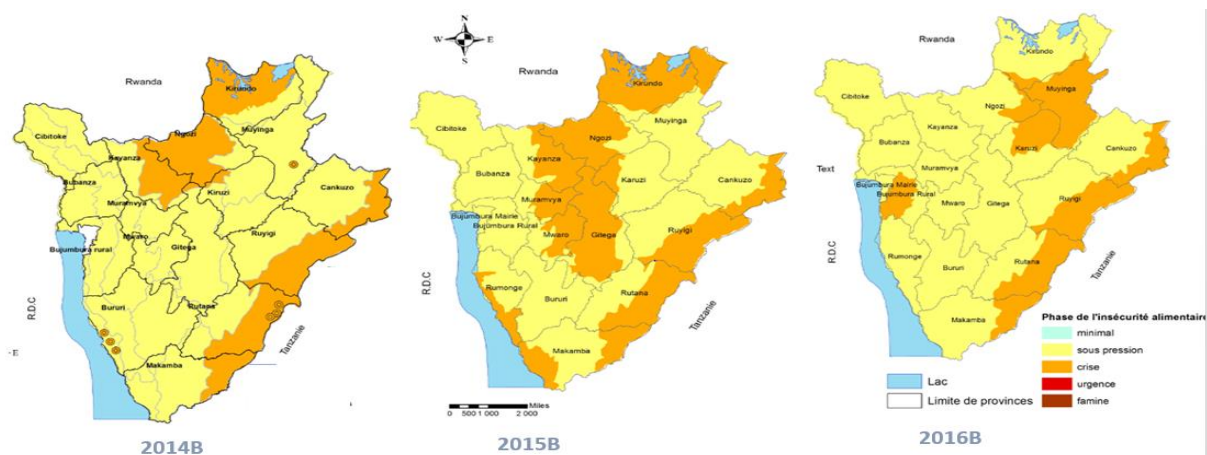 Rwanda
Kirundo
Cibitoke
Ngozi
Muyinga
Kayanza
Bubanza
Kiruzi
Cankuzo
Muramvya
Mwaro
Gitega
Ruyigi
Bujumbura rural
R.D.C
Bururi
Rutana
Tanzanie
- E
Makamba
2014B
N
W E
S
Rwanda
Kirundo
Cibitoke
Ngozi
Muyinga
Kayanza
Bubanza
Karuzi
Cankuzo
Muramvya
Bujumbura Mairie
Bujumbura Rural
Mwaro
Gitega
Ruyigi
R.D.C
Rumonge
Bururi
Rutana
Tanzanie
Makamba
Miles
0 500 1 000 2 000
2015B
Rwanda
Kirundo
Cibitoke
Ngozi
Muyinga
Kayanza
Bubanza
Karuzi
Cankuzo
Text
Muramvya
Bujumbura Mairie
Bujumbura Rural
Mwaro
Gitega
Ruyigi
R.D.C
Rumonge
Bururi
Rutana
Tanzanie
Makamba
Phase de l'insécurité alimentaire
minimal
sous pression
crise
urgence
famine
Lac
Limite de provinces
2016B